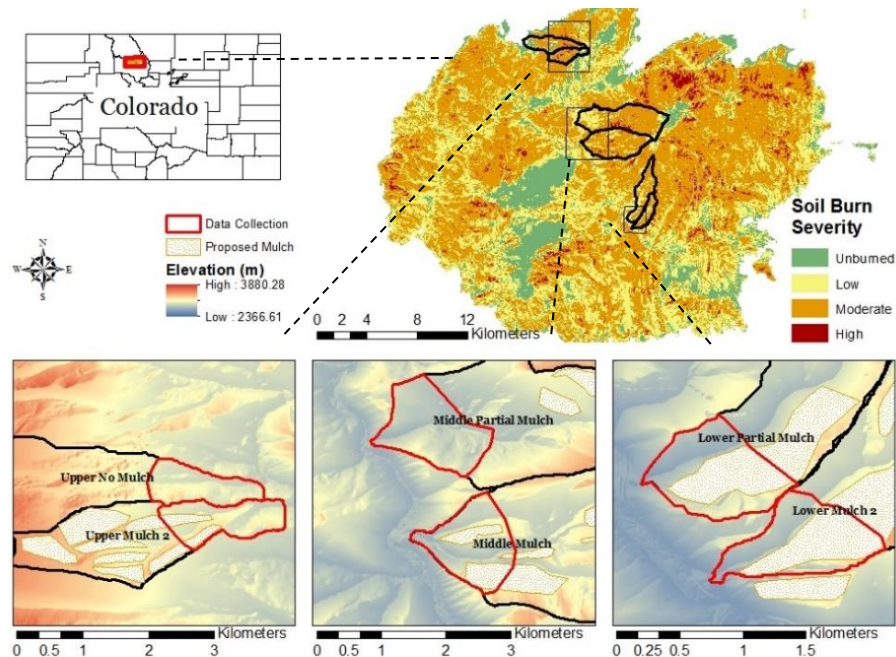 Colorado
Data Collection
Proposed Mulch
N
W
E
S
Elevation (m)
High : 3880.28
Low : 2366.61
0 2 4 8 12
Kilometers
Soil Burn
Severity
Unburned
Low
Moderate
High
Upper No Mulch
Upper Mulch 2
Kilometers
0 0.5 1 2 3
Middle Partial Mulch
Middle Mulch
Kilometers
0 0.5 1 2 3
Lower Partial Mulch
Lower Mulch 2
Kilometers
0 0.25 0.5 1 1.5